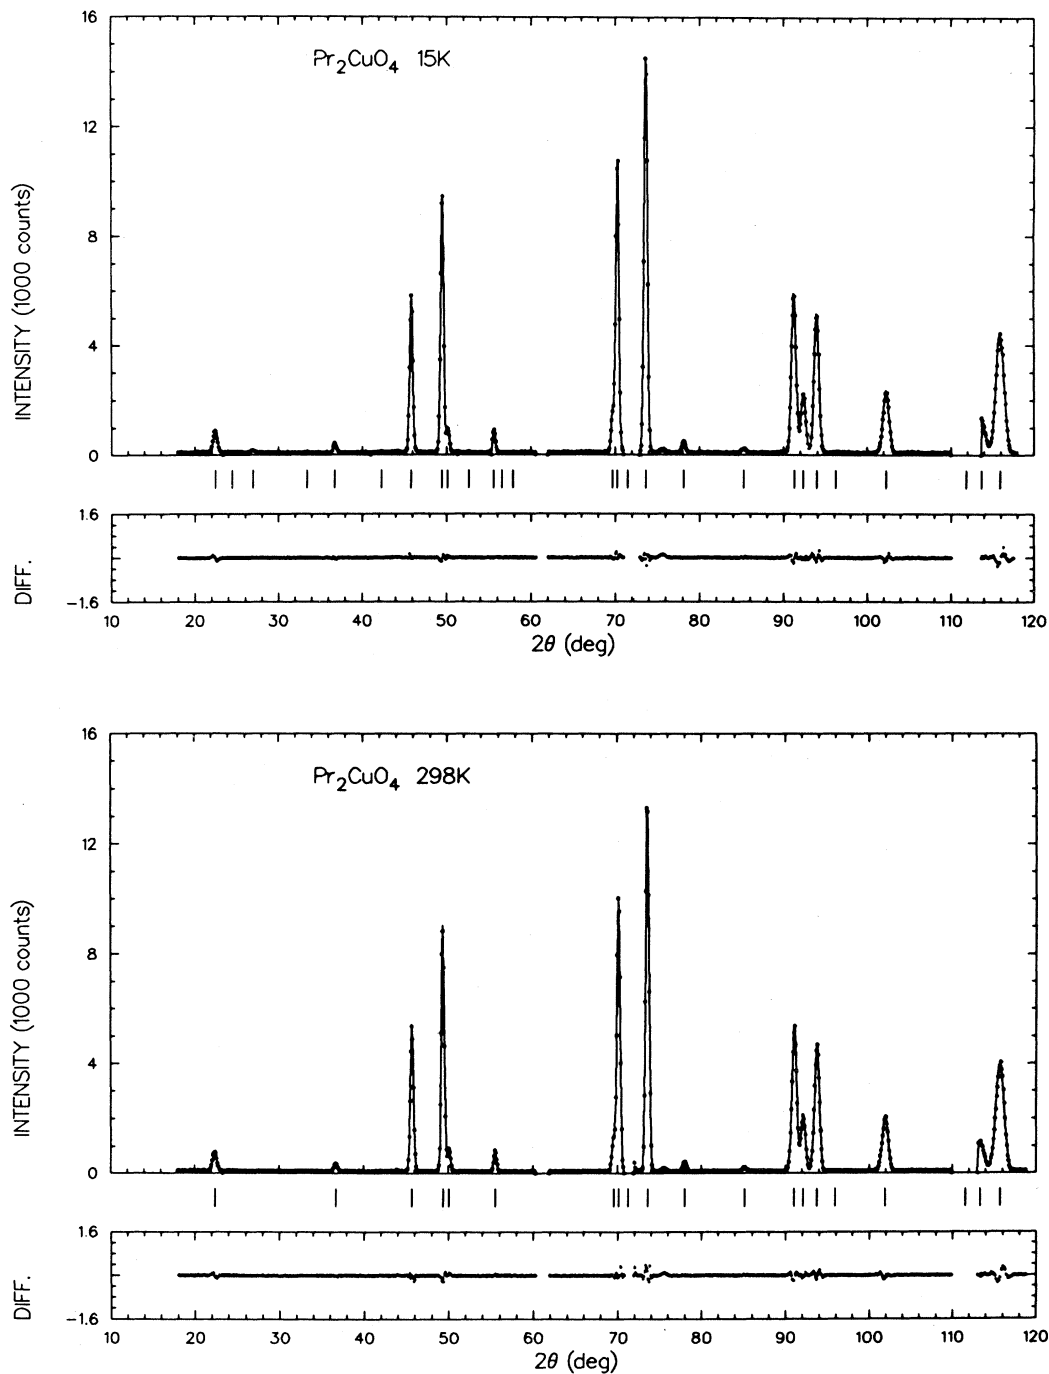 16
Pr₂CuO₄ 15K
12
8
4
0
INTENSITY (1000 counts)
1.6
−1.6
DIFF.
10 20 30 40 50 60 70 80 90 100 110 120
2θ (deg)
16
Pr₂CuO₄ 298K
12
8
4
0
INTENSITY (1000 counts)
1.6
−1.6
DIFF.
10 20 30 40 50 60 70 80 90 100 110 120
2θ (deg)